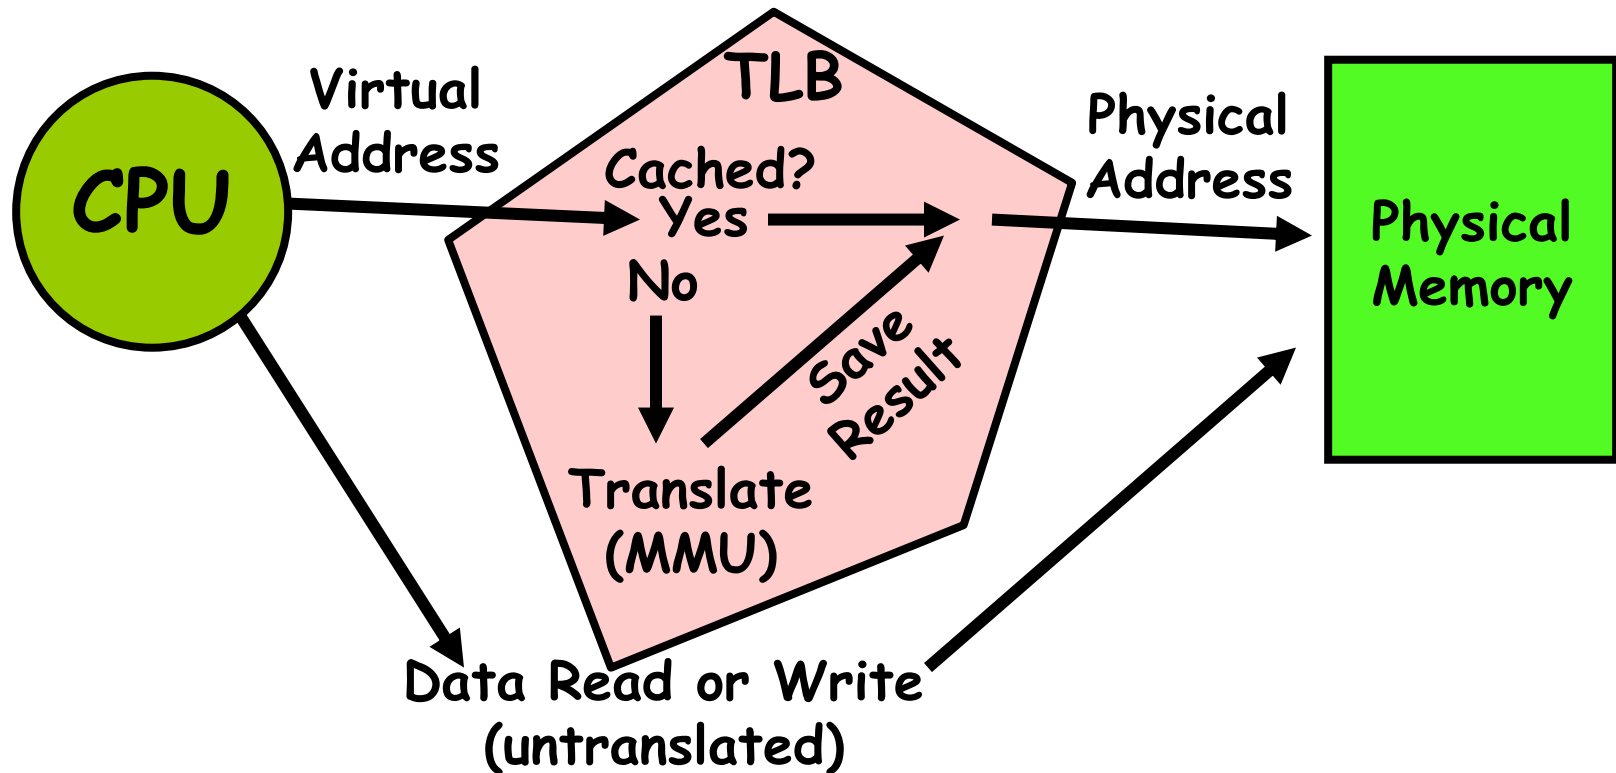 CPU
Virtual
Address
TLB
Cached?
Yes
No
Save
Result
Translate
(MMU)
Physical
Address
Physical
Memory
Data Read or Write
(untranslated)